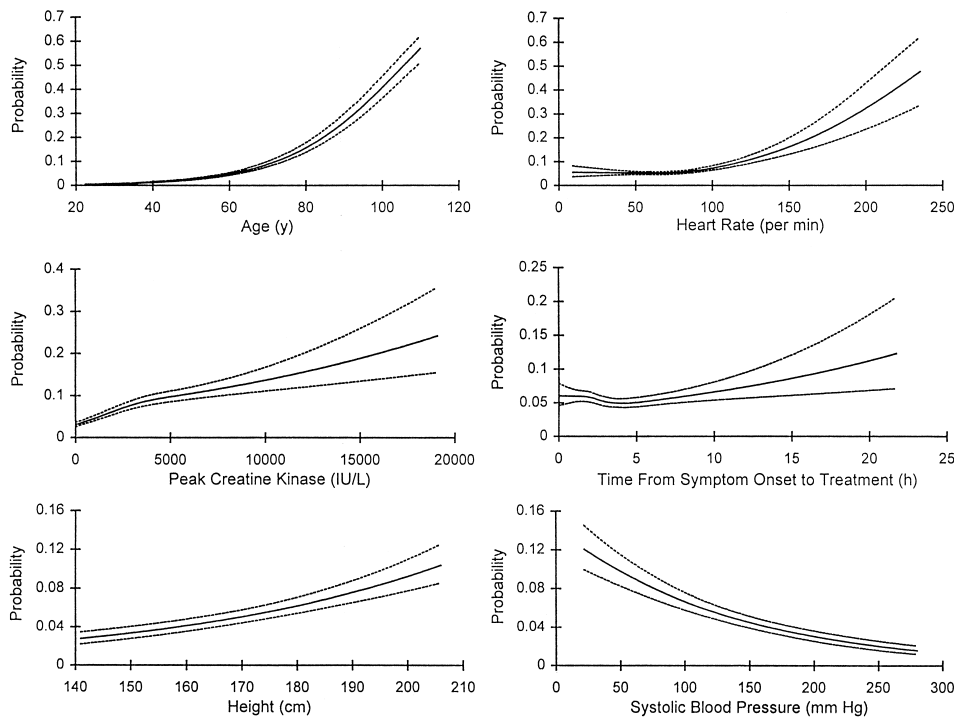 Probability
0.7
0.6
0.5
0.4
0.3
0.2
0.1
0
20 40 60 80 100 120
Age (y)
Probability
0.7
0.6
0.5
0.4
0.3
0.2
0.1
0
0 50 100 150 200 250
Heart Rate (per min)
Probability
0.4
0.3
0.2
0.1
0
0 5000 10000 15000 20000
Peak Creatine Kinase (IU/L)
Probability
0.25
0.2
0.15
0.1
0.05
0
0 5 10 15 20 25
Time From Symptom Onset to Treatment (h)
Probability
0.16
0.12
0.08
0.04
0
140 150 160 170 180 190 200 210
Height (cm)
Probability
0.16
0.12
0.08
0.04
0
0 50 100 150 200 250 300
Systolic Blood Pressure (mm Hg)